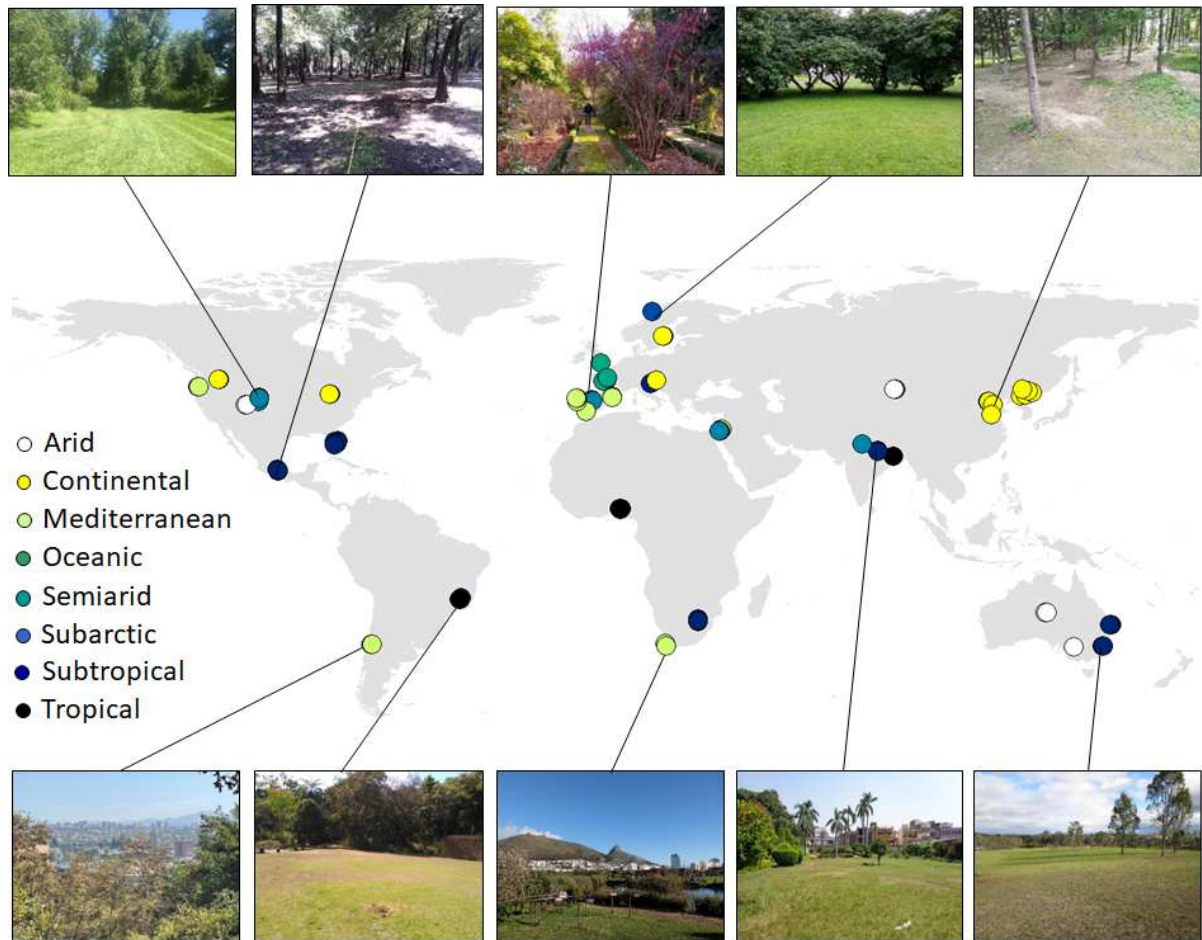 Arid
Continental
Mediterranean
Oceanic
Semiarid
Subarctic
Subtropical
Tropical